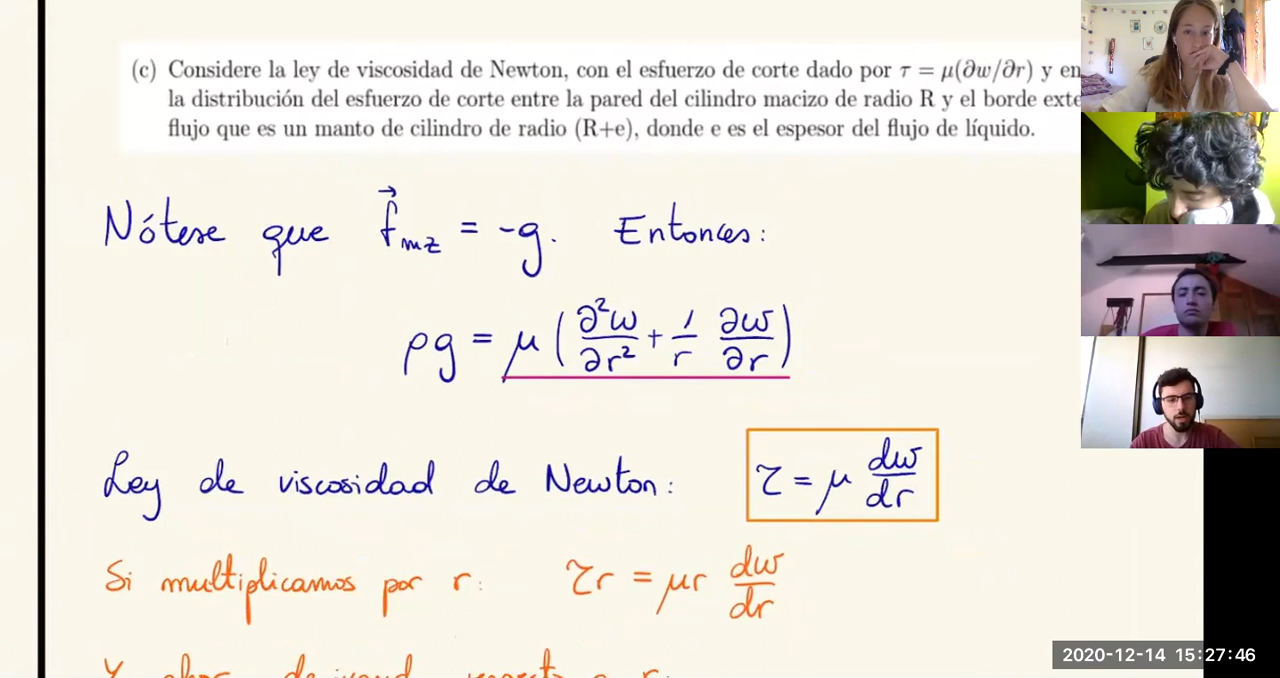 (c) Considere la ley de viscosidad de Newton, con el esfuerzo de corte dado por τ = μ(∂w/∂r) y en
la distribución del esfuerzo de corte entre la pared del cilindro macizo de radio R y el borde exte
flujo que es un manto de cilindro de radio (R+e), donde e es el espesor del flujo de líquido.
Nótese que f⃗mz = -g. Entonces:
ρg = μ(∂²w/∂r² + 1/r ∂w/∂r)
Ley de viscosidad de Newton: τ = μ dw/dr
Si multiplicamos por r: τr = μr dw/dr
2020-12-14 15:27:46